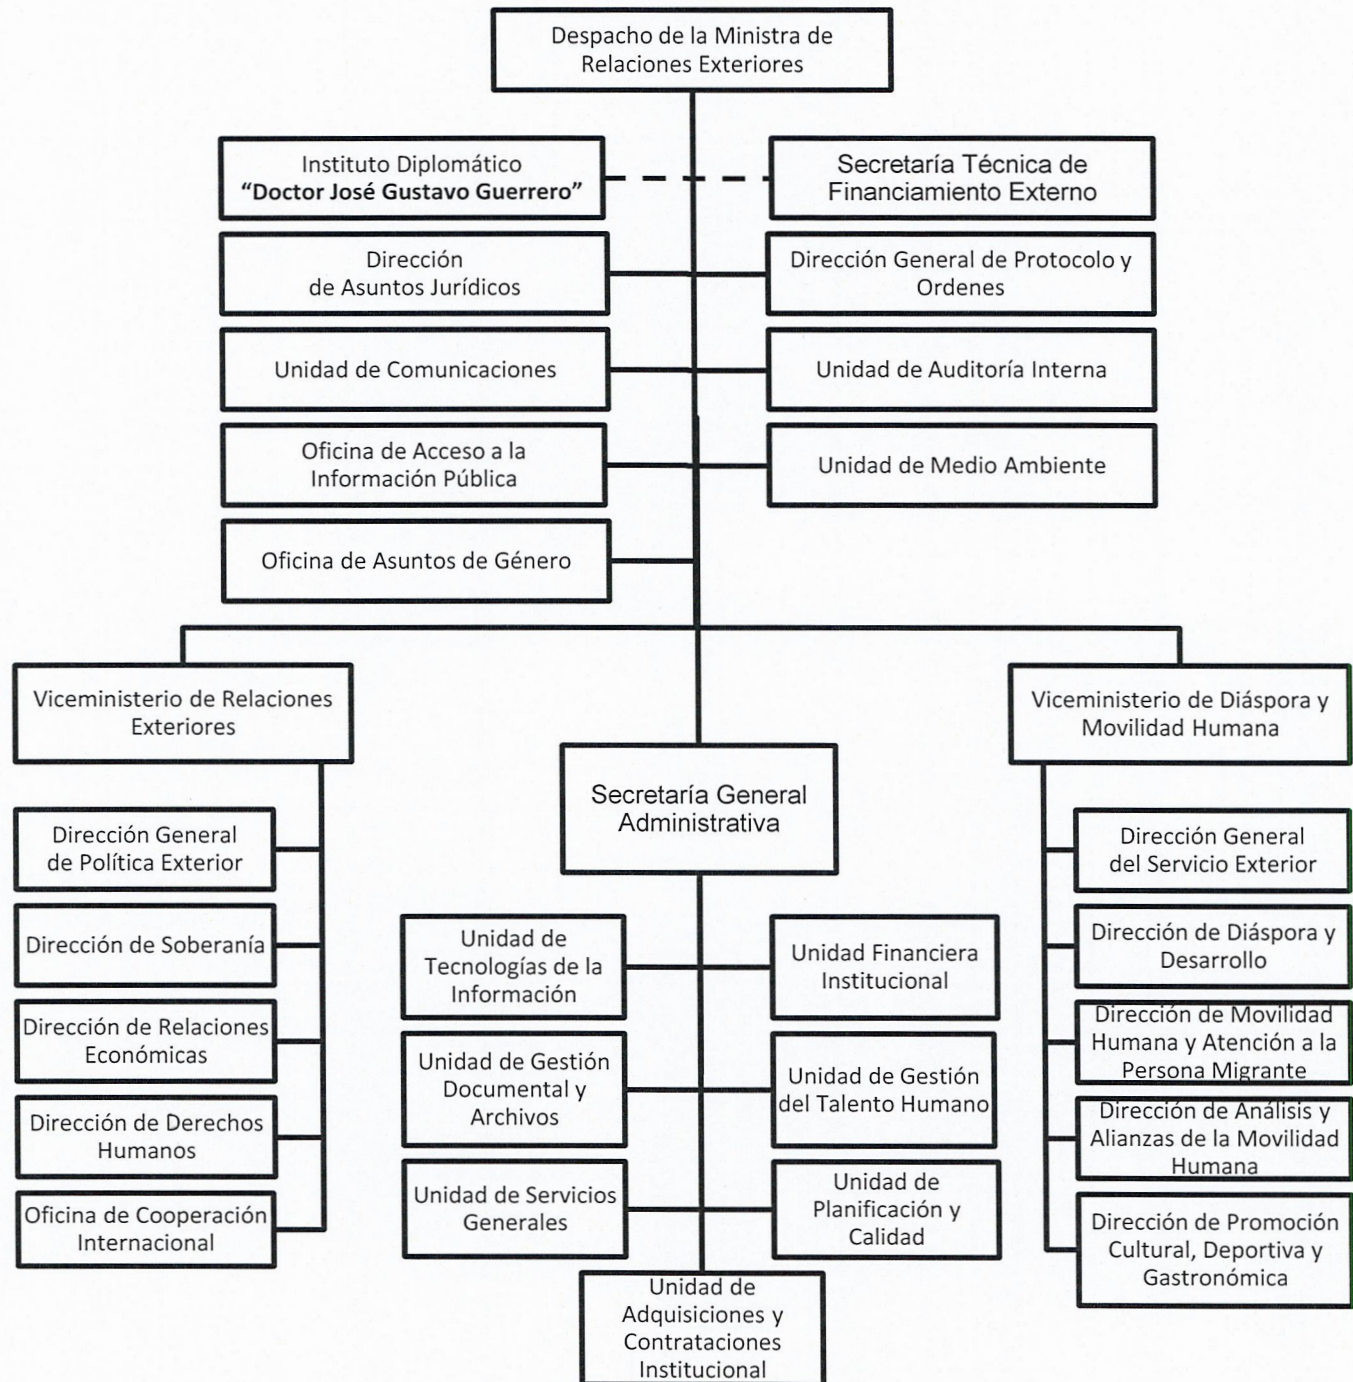 Despacho de la Ministra de
Relaciones Exteriores
Instituto Diplomático
“Doctor José Gustavo Guerrero”
Secretaría Técnica de
Financiamiento Externo
Dirección
de Asuntos Jurídicos
Dirección General de Protocolo y
Ordenes
Unidad de Comunicaciones
Unidad de Auditoría Interna
Oficina de Acceso a la
Información Pública
Unidad de Medio Ambiente
Oficina de Asuntos de Género
Viceministerio de Relaciones
Exteriores
Viceministerio de Diáspora y
Movilidad Humana
Secretaría General
Administrativa
Dirección General
de Política Exterior
Dirección de Soberanía
Dirección de Relaciones
Económicas
Dirección de Derechos
Humanos
Oficina de Cooperación
Internacional
Unidad de
Tecnologías de la
Información
Unidad Financiera
Institucional
Unidad de Gestión
Documental y
Archivos
Unidad de Gestión
del Talento Humano
Unidad de Servicios
Generales
Unidad de
Planificación y
Calidad
Unidad de
Adquisiciones y
Contrataciones
Institucional
Dirección General
del Servicio Exterior
Dirección de Diáspora y
Desarrollo
Dirección de Movilidad
Humana y Atención a la
Persona Migrante
Dirección de Análisis y
Alianzas de la Movilidad
Humana
Dirección de Promoción
Cultural, Deportiva y
Gastronómica